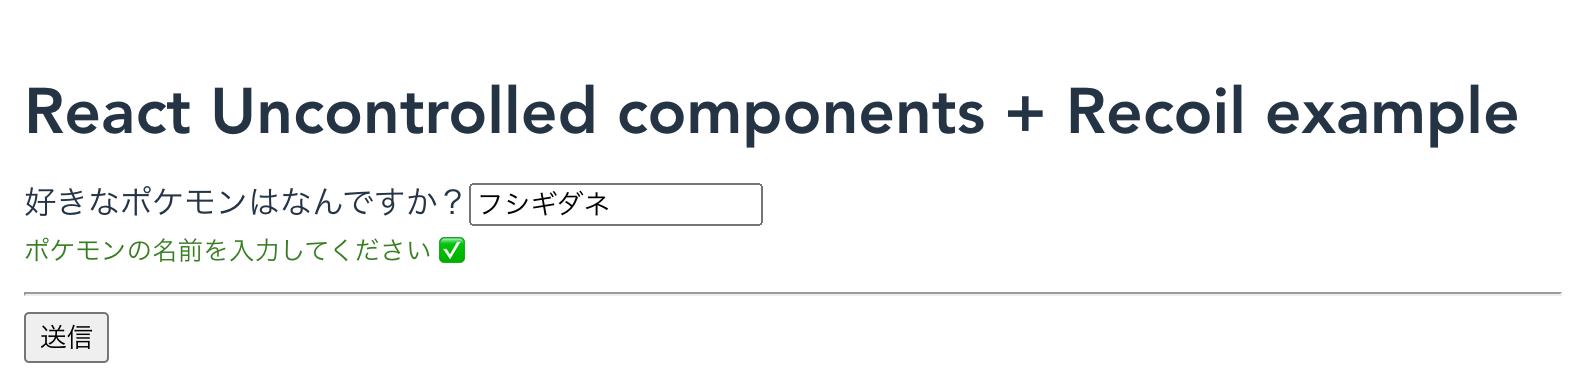 React Uncontrolled components + Recoil example
好きなポケモンはなんですか？フシギダネ
ポケモンの名前を入力してください ✅
送信